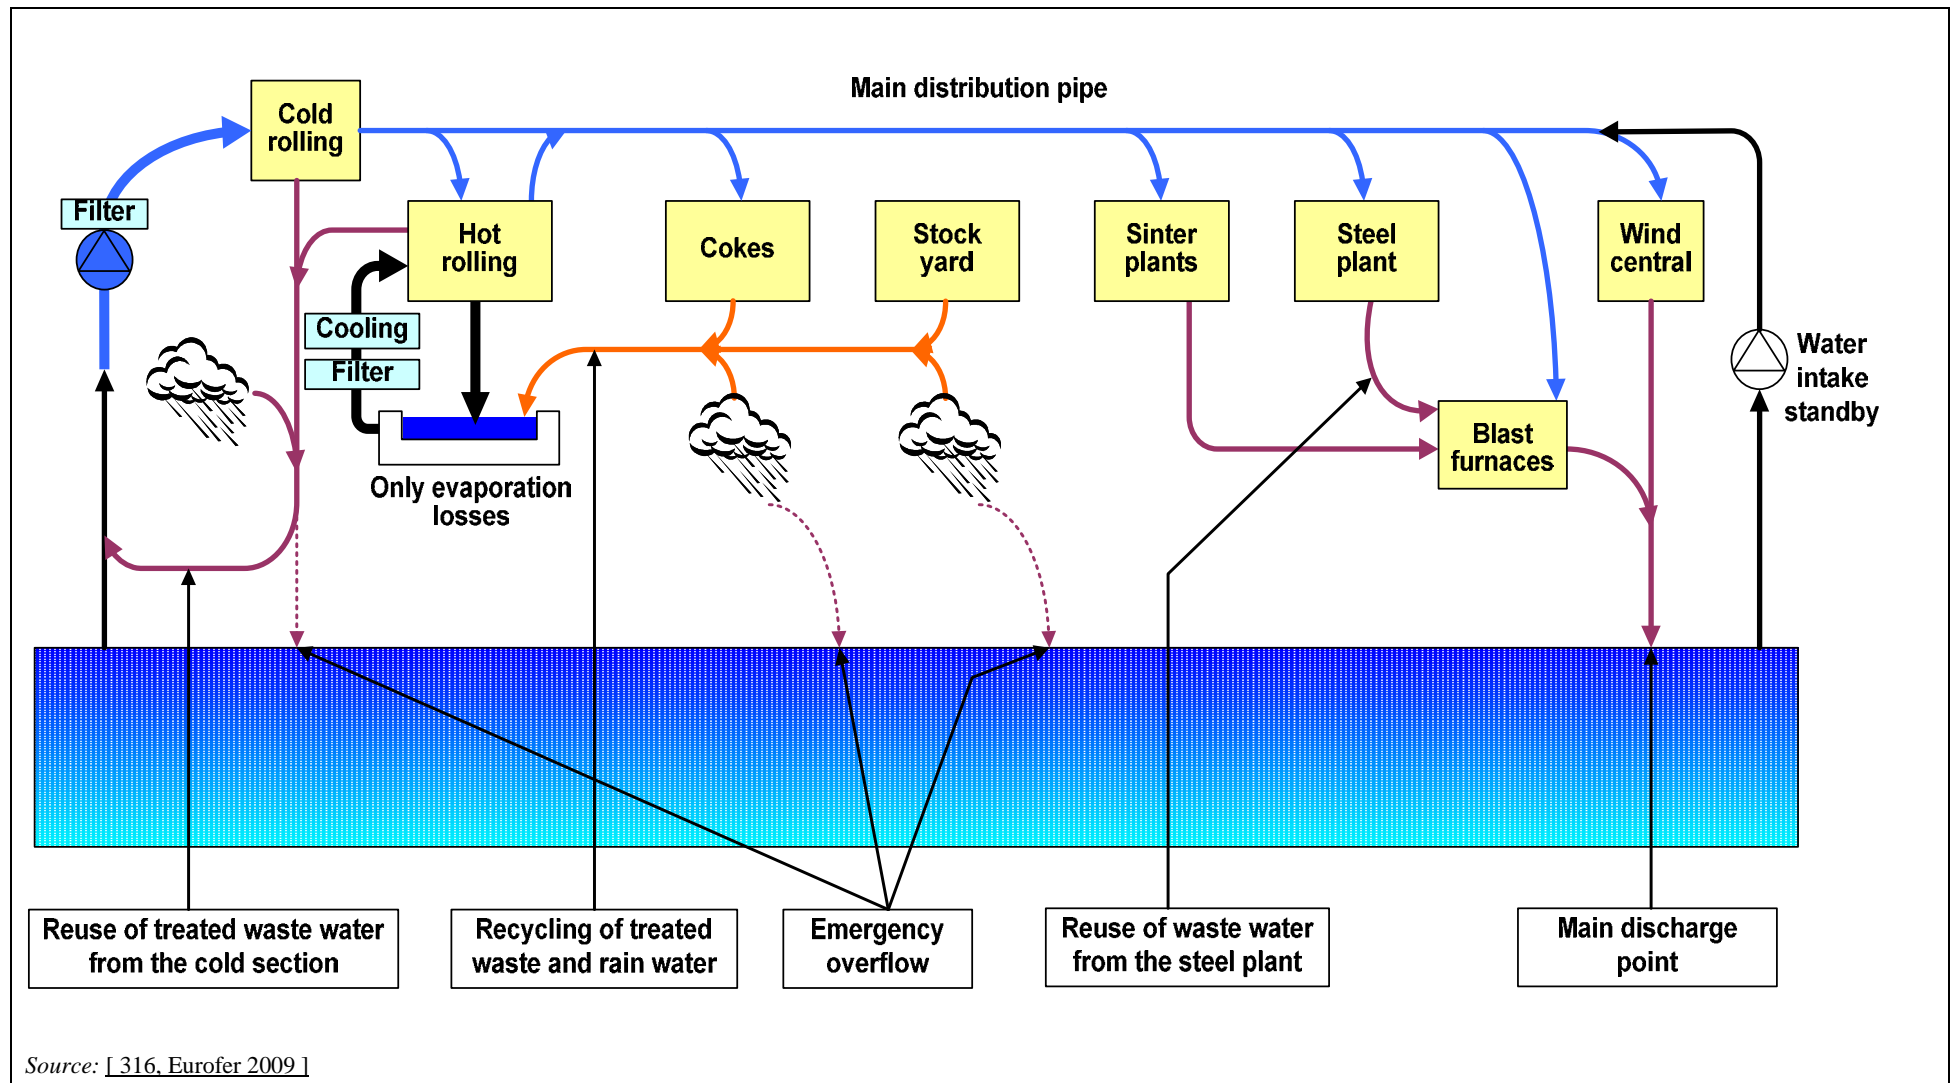 Main distribution pipe
Cold
rolling
Filter
Hot
rolling
Cokes
Stock
yard
Sinter
plants
Steel
plant
Wind
central
Cooling
Filter
Water
intake
standby
Blast
furnaces
Only evaporation
losses
Reuse of treated waste water
from the cold section
Recycling of treated
waste and rain water
Emergency
overflow
Reuse of waste water
from the steel plant
Main discharge
point
Source: [ 316, Eurofer 2009 ]